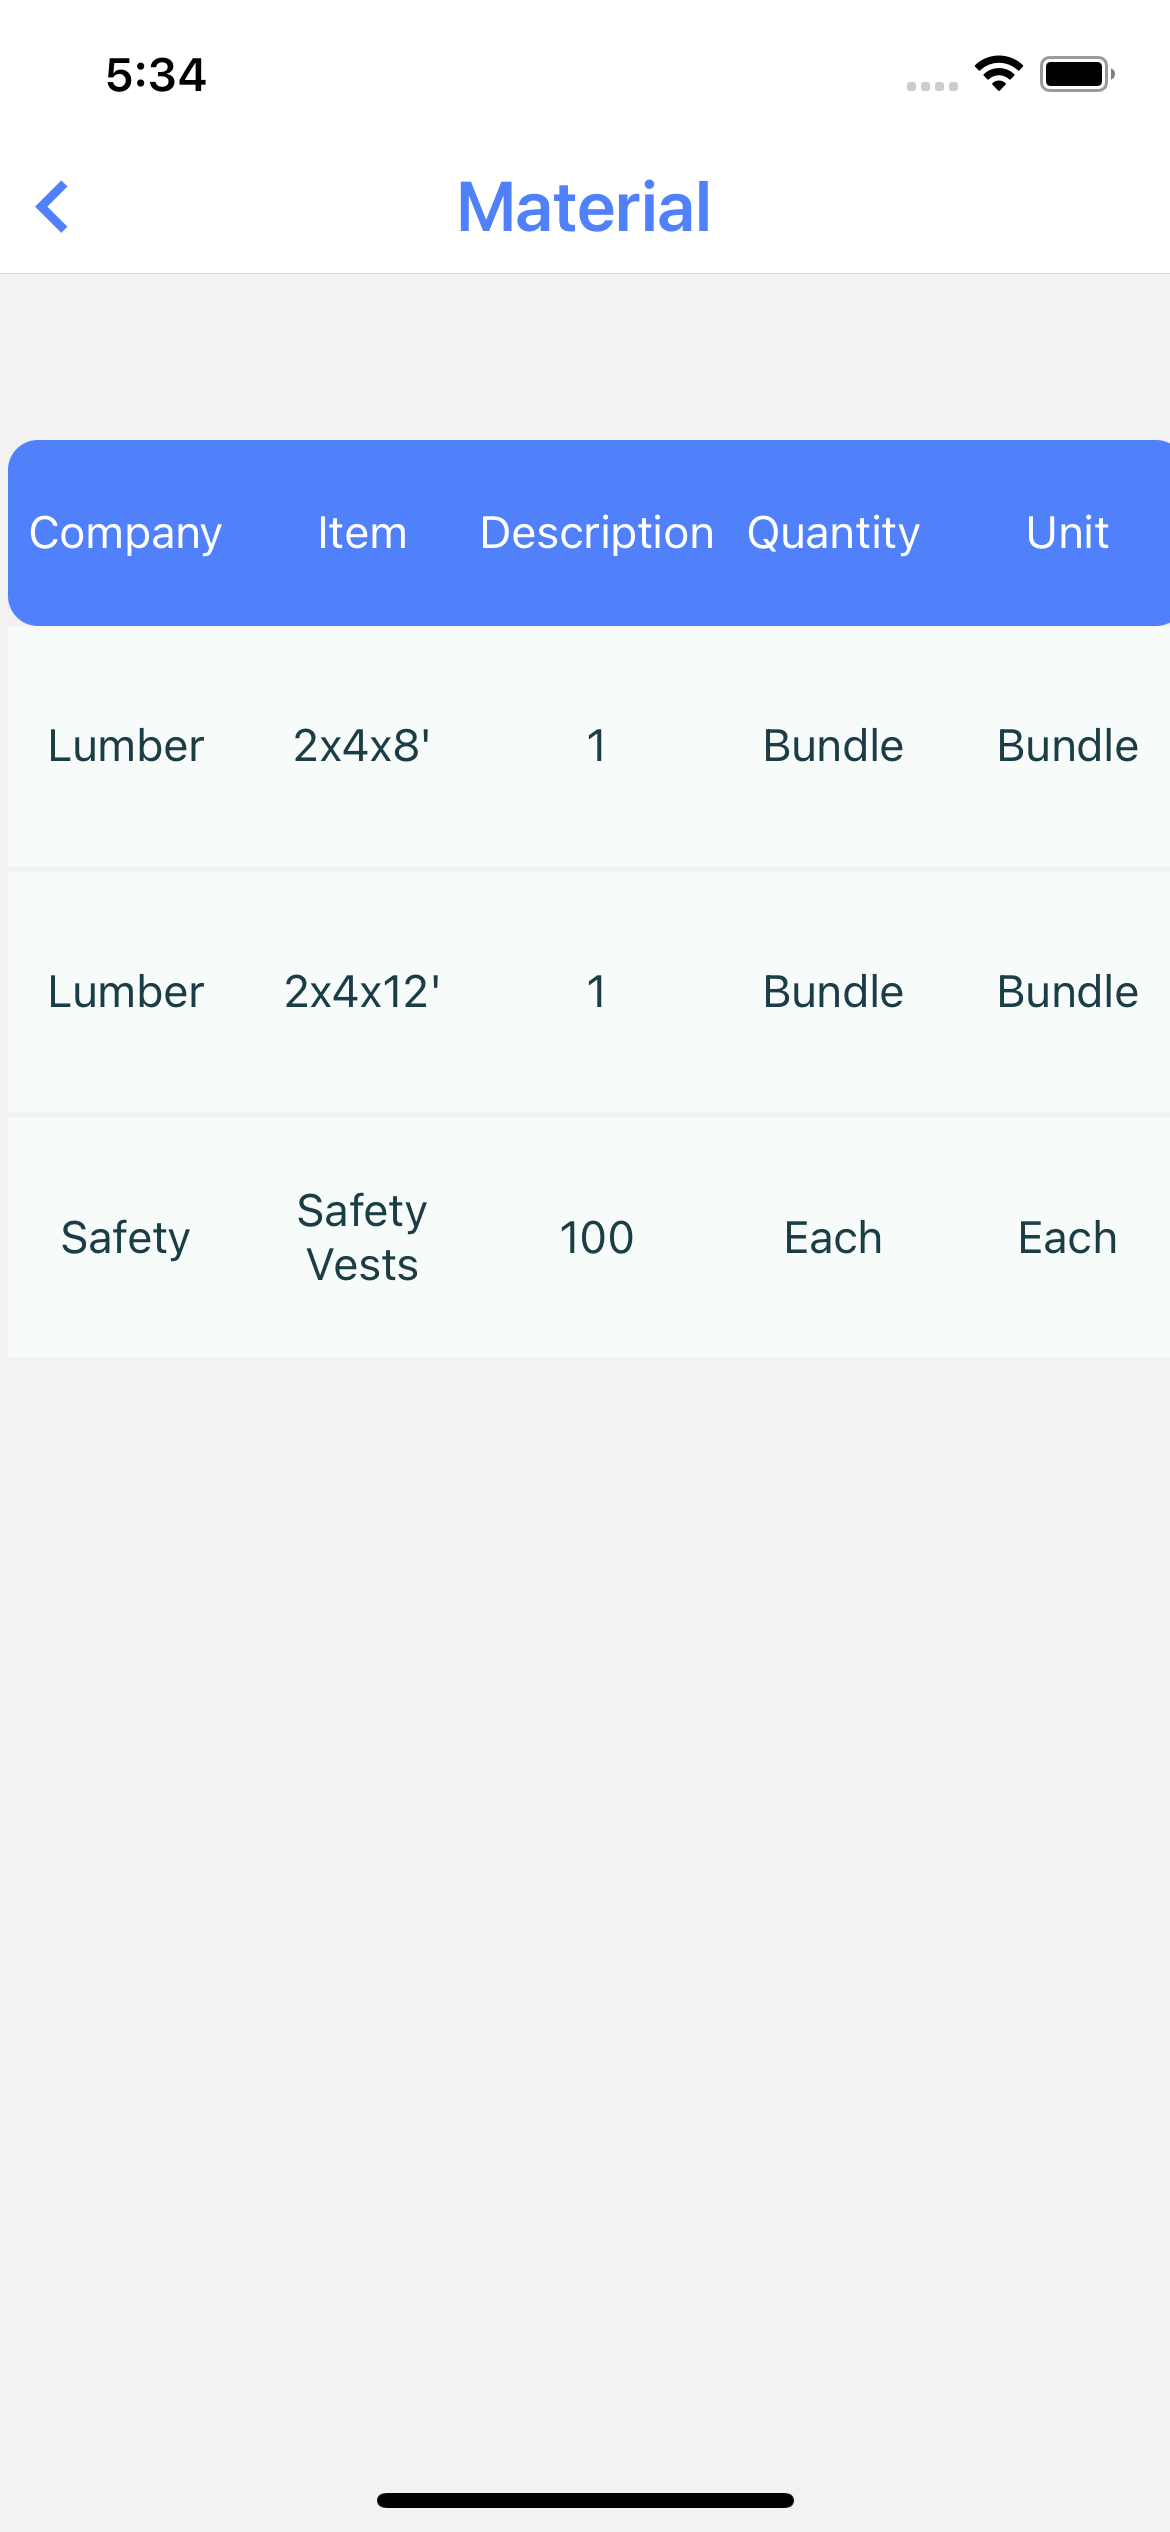 5:34
Material
Company Item Description Quantity Unit
Lumber 2x4x8' 1 Bundle Bundle
Lumber 2x4x12' 1 Bundle Bundle
Safety Safety Vests 100 Each Each